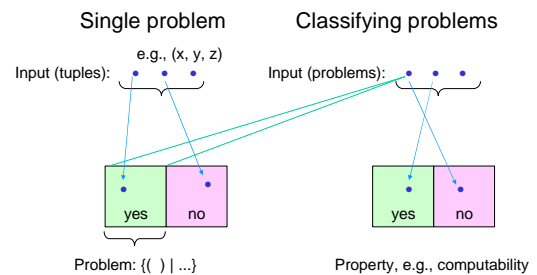 Single problem
Classifying problems
e.g., (x, y, z)
Input (tuples):
Input (problems):
yes
no
yes
no
Problem: {( ) | ...}
Property, e.g., computability